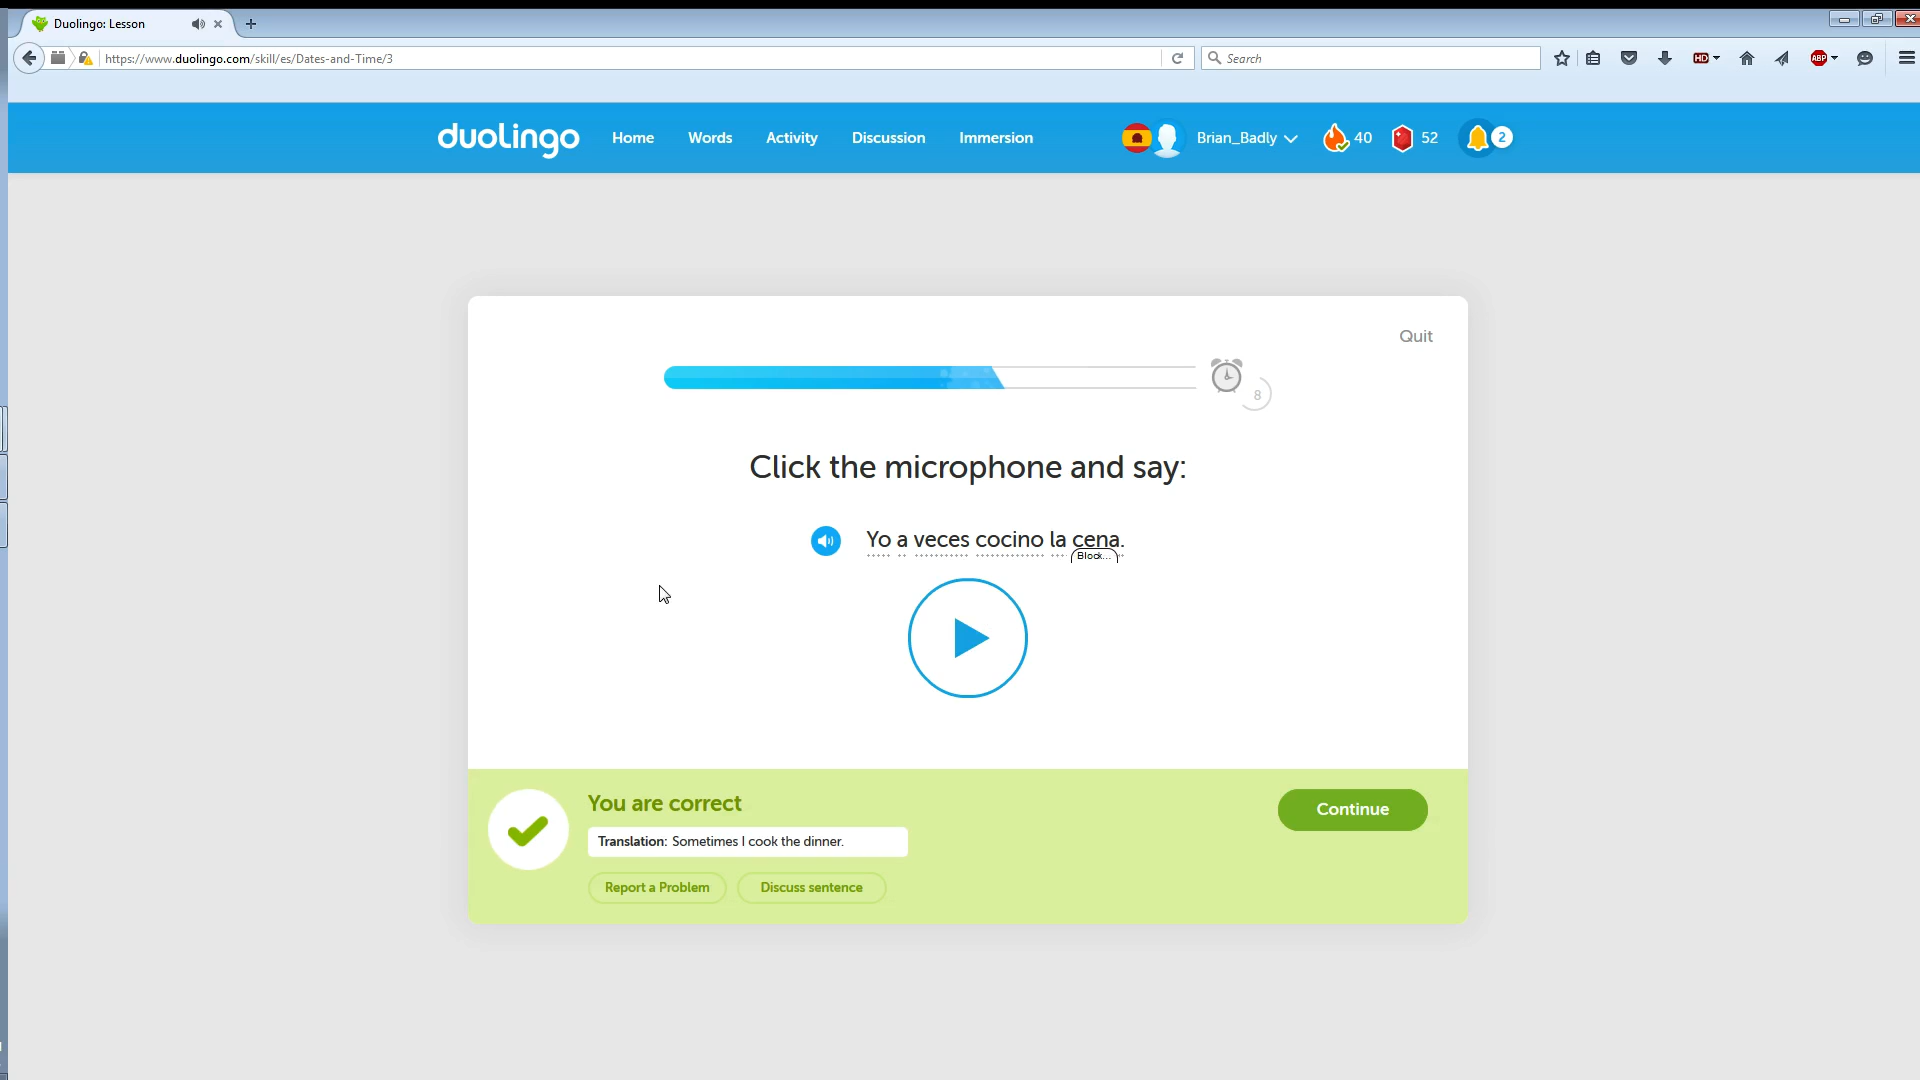 Duolingo: Lesson
https://www.duolingo.com/skill/es/Dates-and-Time/3
Search
HD
ABP
duolingo
Home
Words
Activity
Discussion
Immersion
Brian_Badly
40
52
2
Quit
8
Click the microphone and say:
Yo a veces cocino la cena.
Block...
You are correct
Continue
Translation: Sometimes I cook the dinner.
Report a Problem
Discuss sentence